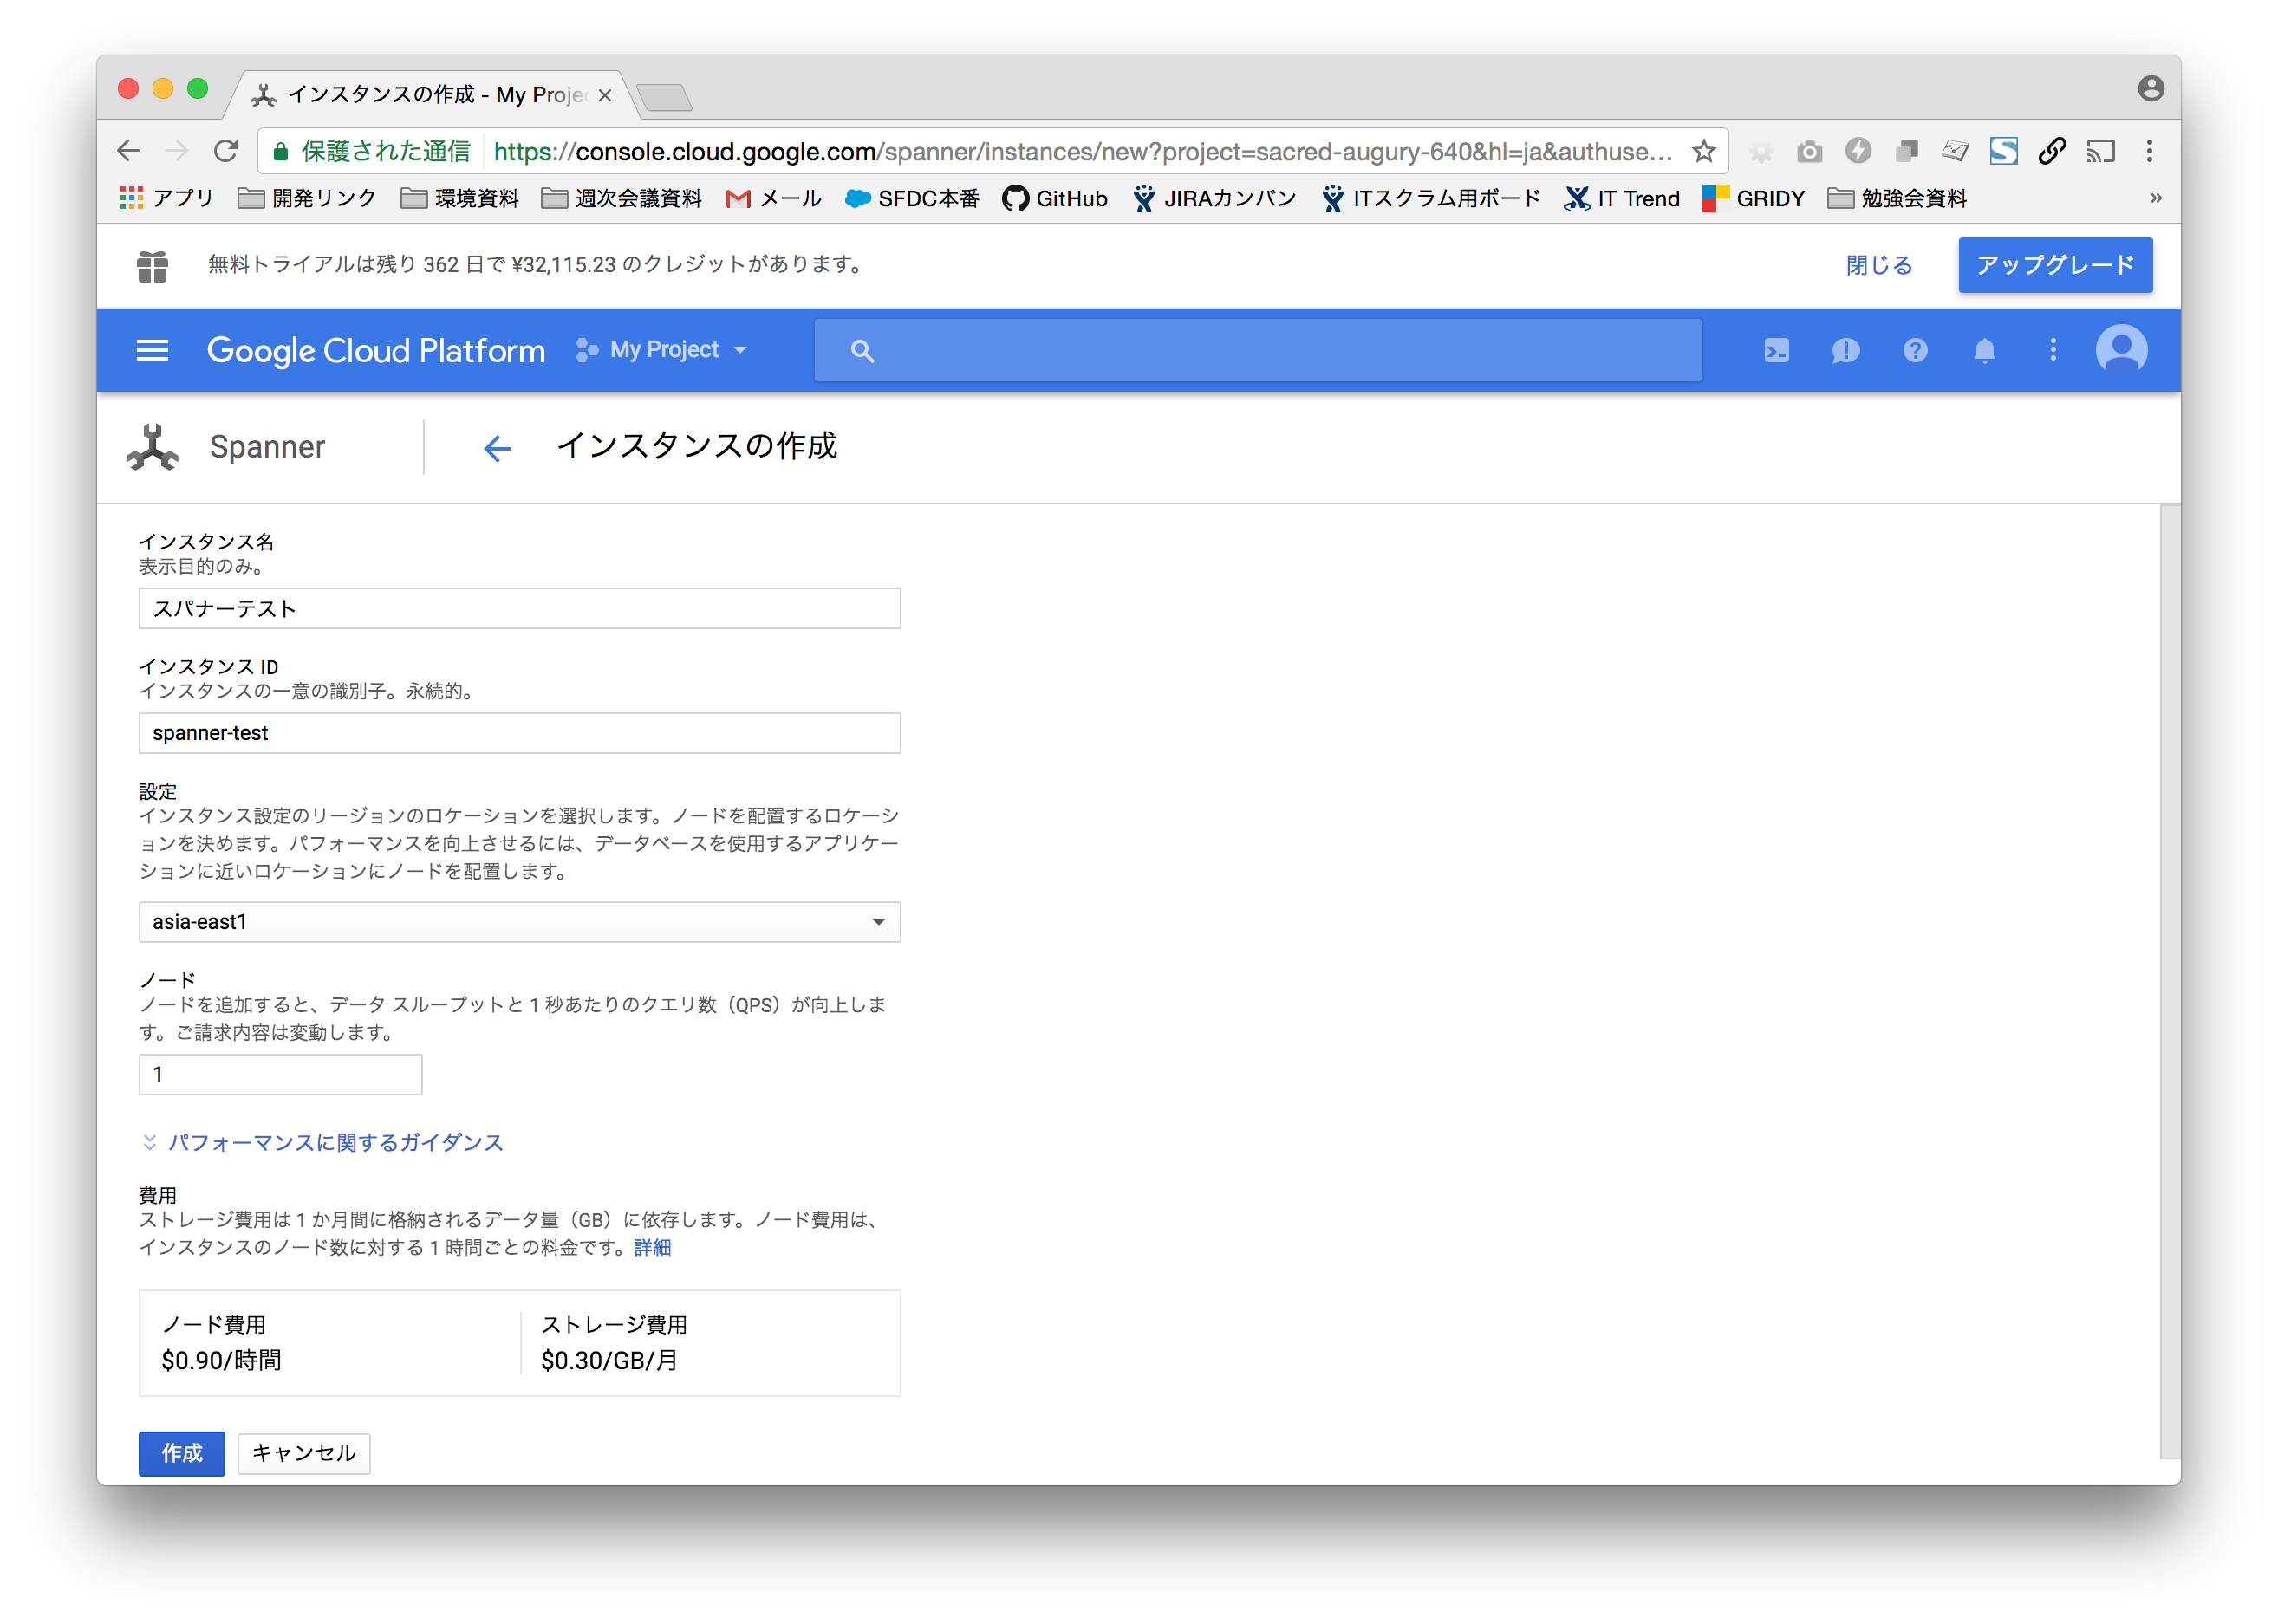 インスタンスの作成 - My Proje
保護された通信 https://console.cloud.google.com/spanner/instances/new?project=sacred-augury-640&hl=ja&authuse...
アプリ 開発リンク 環境資料 週次会議資料 メール SFDC本番 GitHub JIRAカンバン ITスクラム用ボード IT Trend GRIDY 勉強会資料 »
無料トライアルは残り 362 日で ¥32,115.23 のクレジットがあります。 閉じる アップグレード
Google Cloud Platform My Project
Spanner インスタンスの作成
インスタンス名
表示目的のみ。
スパナーテスト
インスタンス ID
インスタンスの一意の識別子。永続的。
spanner-test
設定
インスタンス設定のリージョンのロケーションを選択します。ノードを配置するロケーシ
ョンを決めます。パフォーマンスを向上させるには、データベースを使用するアプリケー
ションに近いロケーションにノードを配置します。
asia-east1
ノード
ノードを追加すると、データ スループットと 1 秒あたりのクエリ数（QPS）が向上しま
す。ご請求内容は変動します。
1
パフォーマンスに関するガイダンス
費用
ストレージ費用は 1 か月間に格納されるデータ量（GB）に依存します。ノード費用は、
インスタンスのノード数に対する 1 時間ごとの料金です。詳細
ノード費用 ストレージ費用
$0.90/時間 $0.30/GB/月
作成 キャンセル